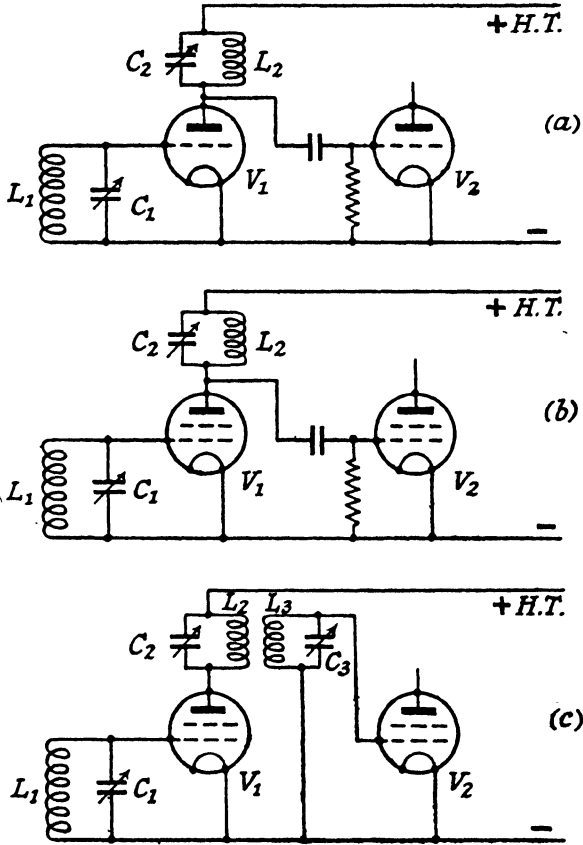 + H.T.
C2
L2
(a)
L1
C1
V1
V2
−
+ H.T.
C2
L2
(b)
L1
C1
V1
V2
−
L2
L3
+ H.T.
C2
C3
(c)
L1
C1
V1
V2
−